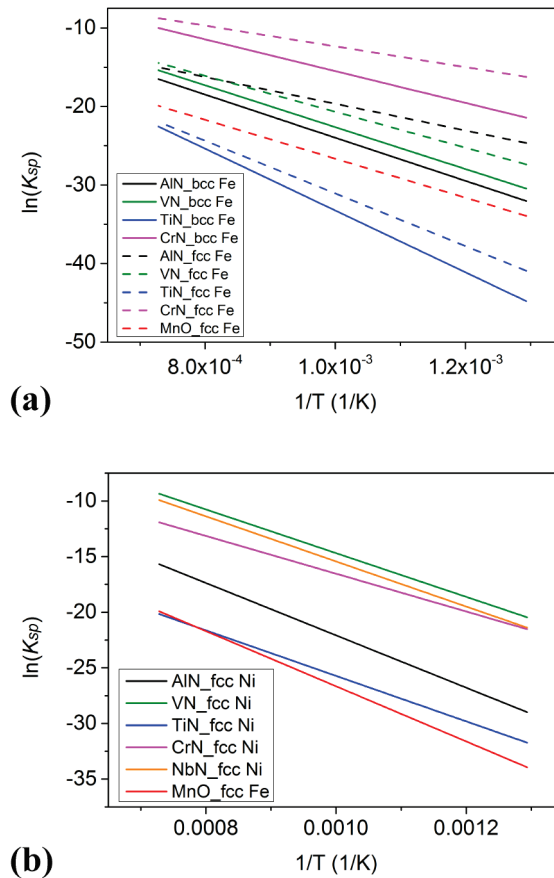 -10
-20
-30
-40
-50
ln(Ksp)
AlN_bcc Fe
VN_bcc Fe
TiN_bcc Fe
CrN_bcc Fe
AlN_fcc Fe
VN_fcc Fe
TiN_fcc Fe
CrN_fcc Fe
MnO_fcc Fe
8.0x10⁻⁴ 1.0x10⁻³ 1.2x10⁻³
1/T (1/K)
(a)
-10
-15
-20
-25
-30
-35
ln(Ksp)
AlN_fcc Ni
VN_fcc Ni
TiN_fcc Ni
CrN_fcc Ni
NbN_fcc Ni
MnO_fcc Fe
0.0008 0.0010 0.0012
1/T (1/K)
(b)